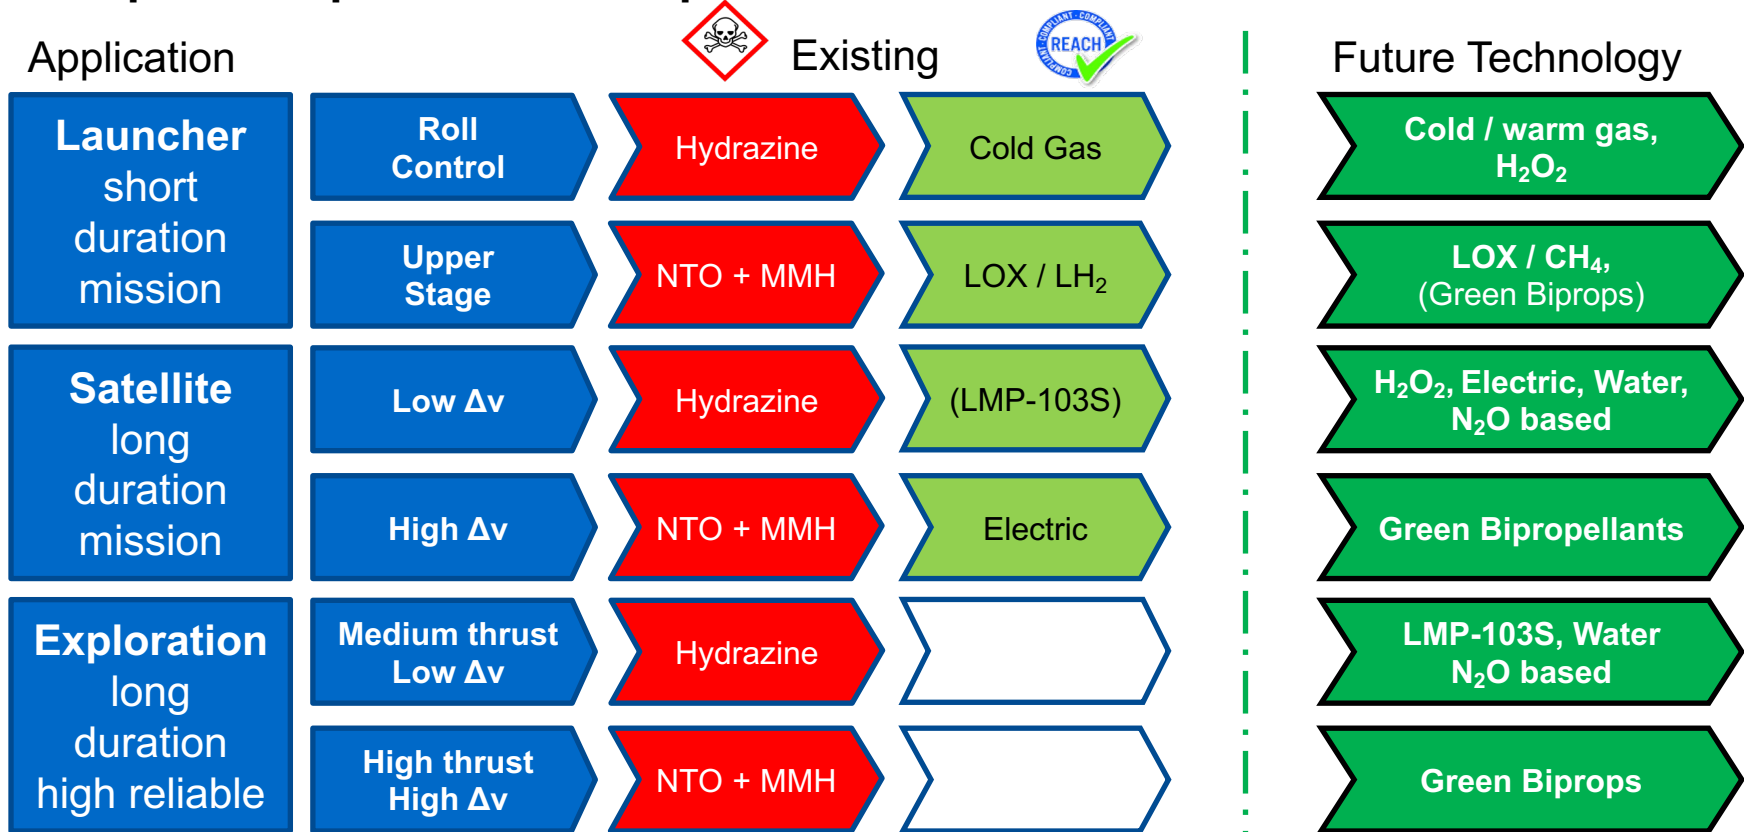 Application
Existing
COMPLIANT · COMPLIANT
REACH
COMPLIANT
Future Technology
Launcher
short
duration
mission
Roll
Control
Hydrazine
Cold Gas
Cold / warm gas,
H₂O₂
Upper
Stage
NTO + MMH
LOX / LH₂
LOX / CH₄,
(Green Biprops)
Satellite
long
duration
mission
Low Δv
Hydrazine
(LMP-103S)
H₂O₂, Electric, Water,
N₂O based
High Δv
NTO + MMH
Electric
Green Bipropellants
Exploration
long
duration
high reliable
Medium thrust
Low Δv
Hydrazine
LMP-103S, Water
N₂O based
High thrust
High Δv
NTO + MMH
Green Biprops